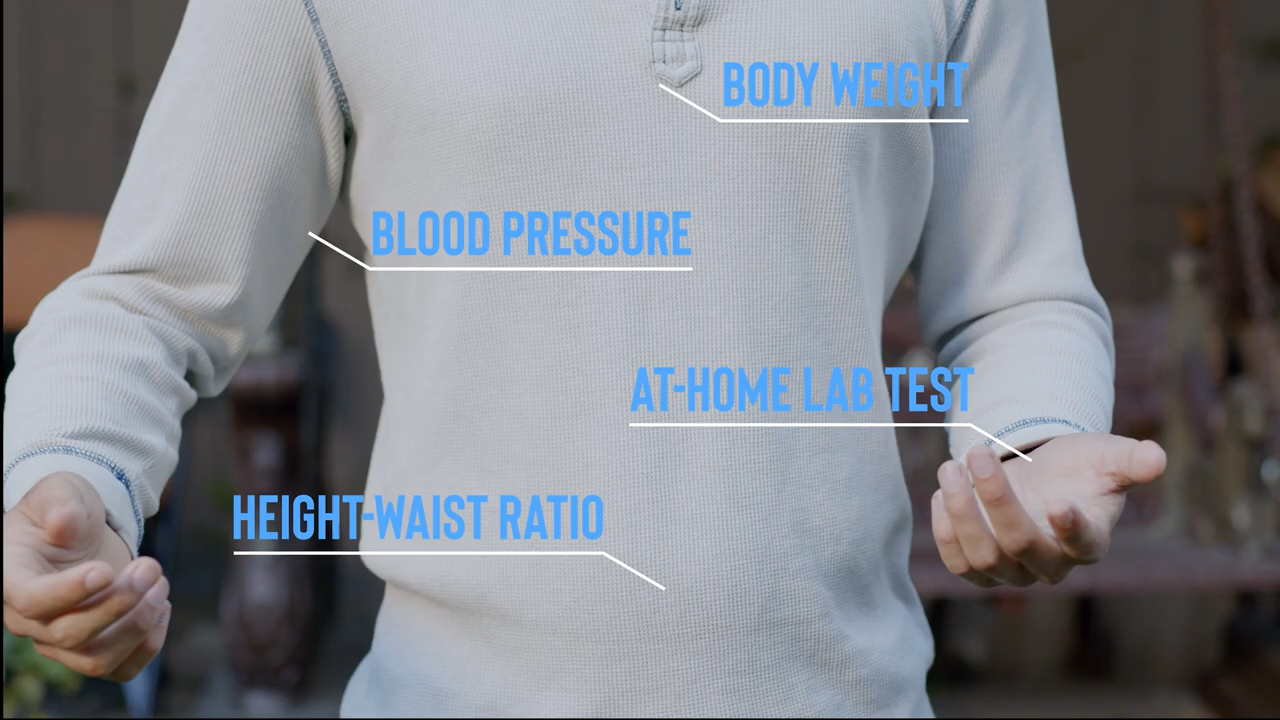 BODY WEIGHT
BLOOD PRESSURE
AT-HOME LAB TEST
HEIGHT-WAIST RATIO